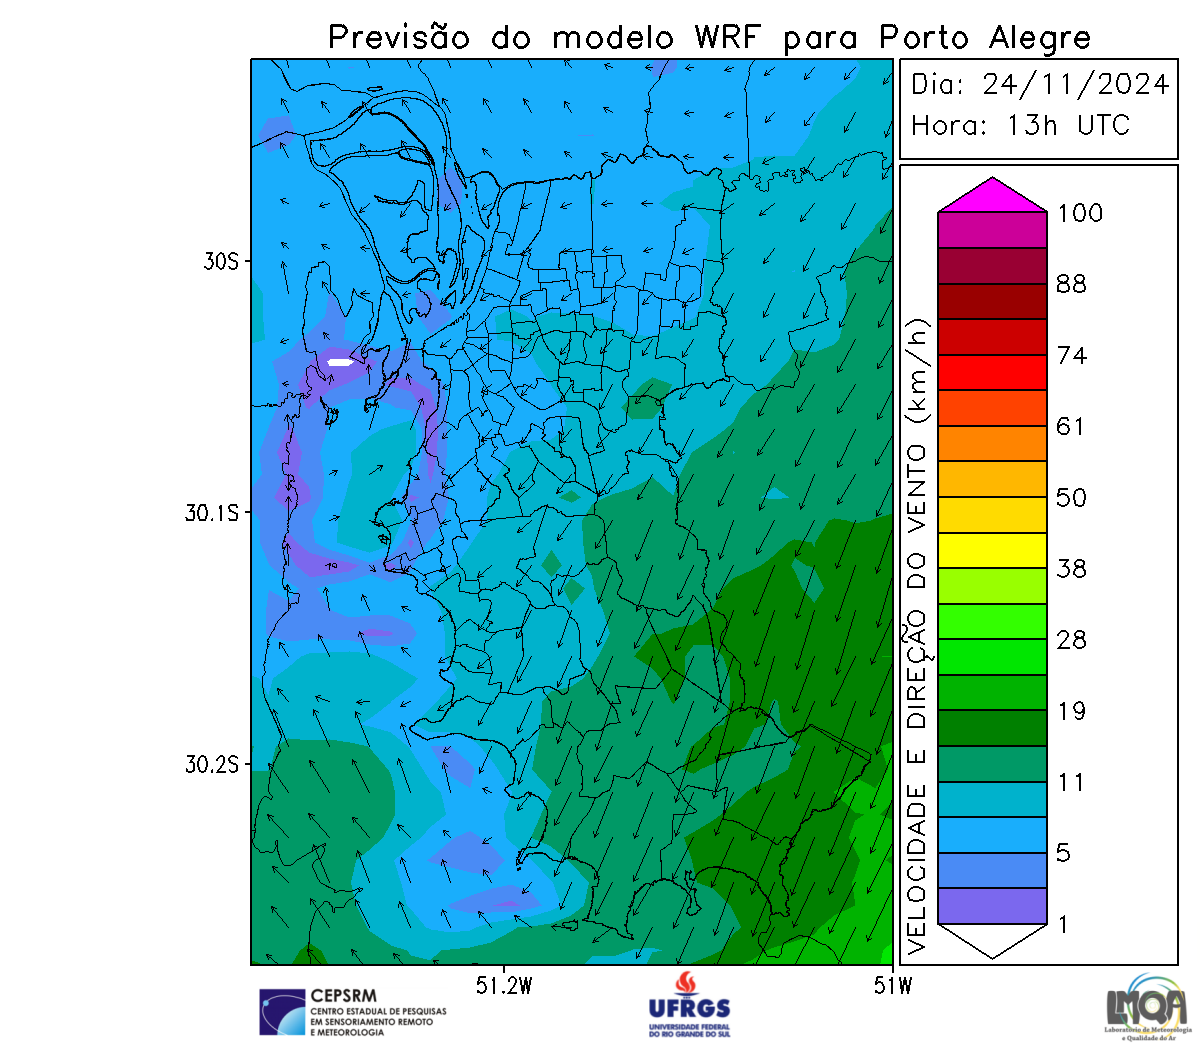 Previsão do modelo WRF para Porto Alegre
Dia: 24/11/2024
Hora: 13h UTC
30S
30.1S
30.2S
51.2W
51W
VELOCIDADE E DIREÇÃO DO VENTO (km/h)
100
88
74
61
50
38
28
19
11
5
1
CEPSRM
CENTRO ESTADUAL DE PESQUISAS
EM SENSORIAMENTO REMOTO
E METEOROLOGIA
UFRGS
UNIVERSIDADE FEDERAL
DO RIO GRANDE DO SUL
LMQA
Laboratório de Meteorologia
e Qualidade do Ar